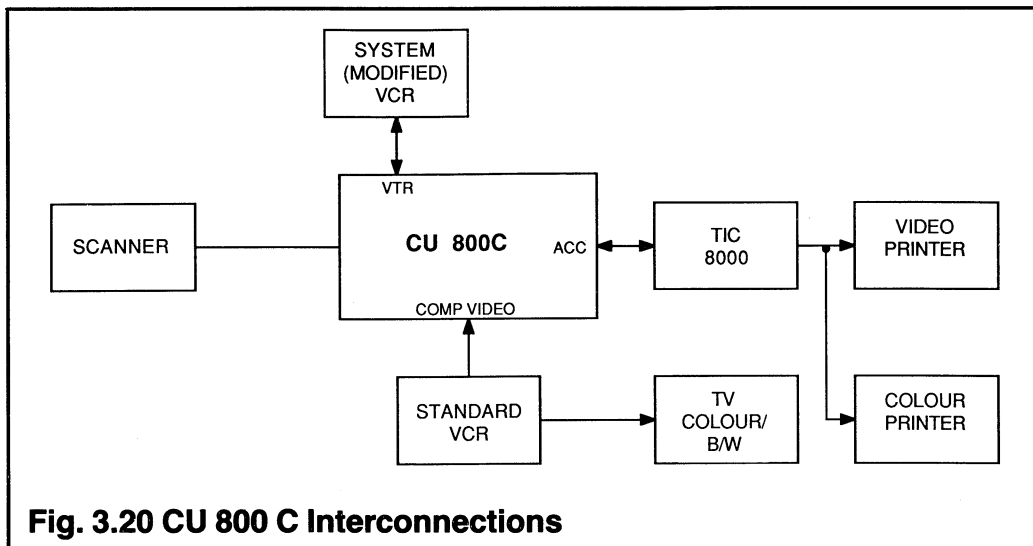 SYSTEM
(MODIFIED)
VCR
VTR
SCANNER
CU 800C
ACC
TIC
8000
VIDEO
PRINTER
COMP VIDEO
STANDARD
VCR
TV
COLOUR/
B/W
COLOUR
PRINTER
Fig. 3.20 CU 800 C Interconnections